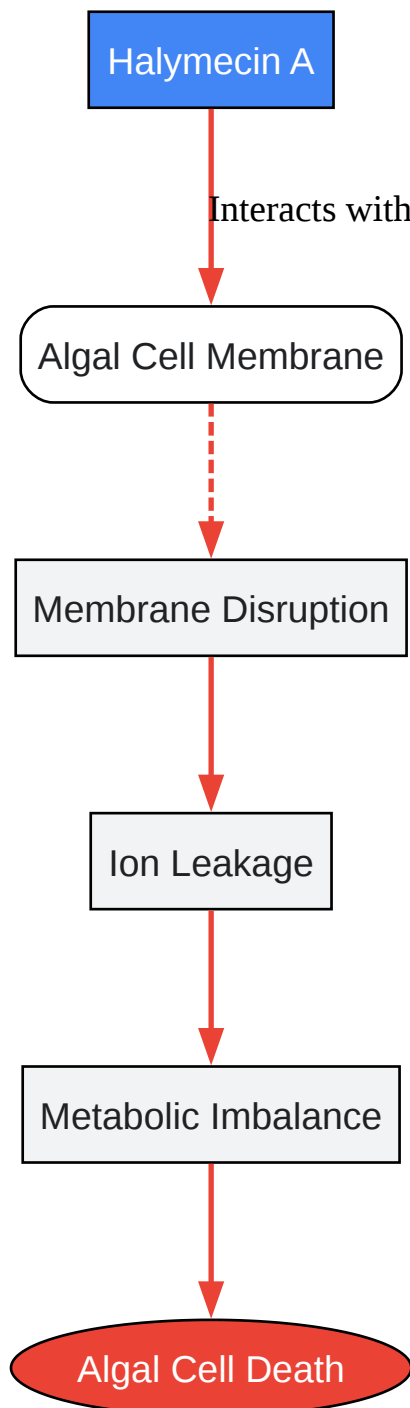 Halymecin A
Interacts with
Algal Cell Membrane
Membrane Disruption
Ion Leakage
Metabolic Imbalance
Algal Cell Death